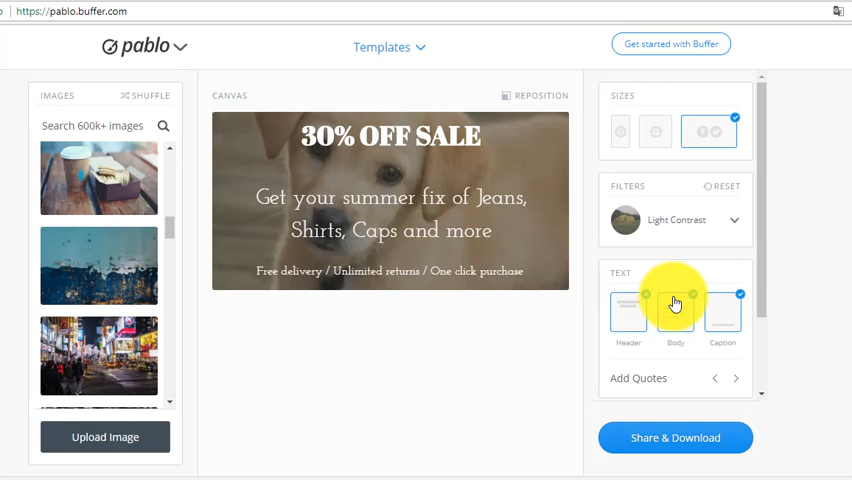 https://pablo.buffer.com
pablo
Templates
Get started with Buffer
IMAGES
SHUFFLE
Search 600k+ images
Upload Image
CANVAS
REPOSITION
30% OFF SALE
Get your summer fix of Jeans,
Shirts, Caps and more
Free delivery / Unlimited returns / One click purchase
SIZES
FILTERS
RESET
Light Contrast
TEXT
Header
Body
Caption
Add Quotes
Share & Download